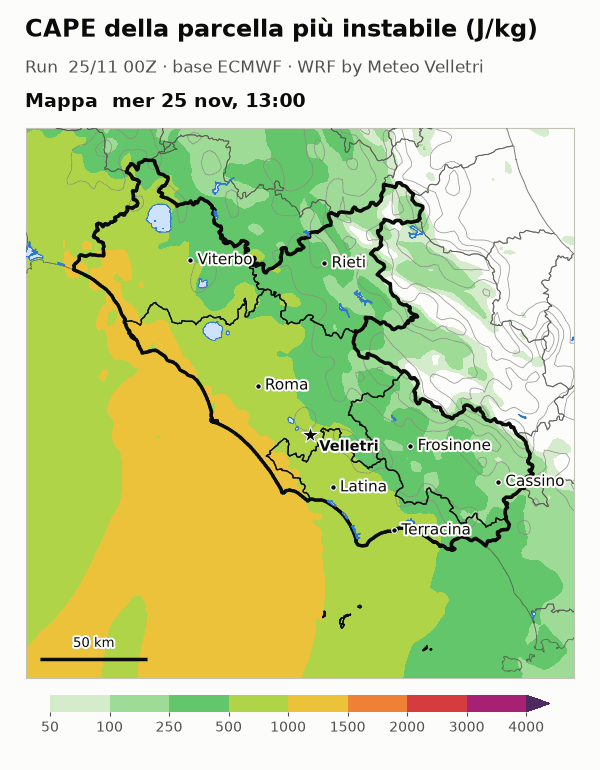 CAPE della parcella più instabile (J/kg)
Run  25/11 00Z · base ECMWF · WRF by Meteo Velletri
Mappa  mer 25 nov, 13:00
Viterbo
Rieti
Roma
Velletri
Frosinone
Latina
Cassino
Terracina
50 km
50 100 250 500 1000 1500 2000 3000 4000